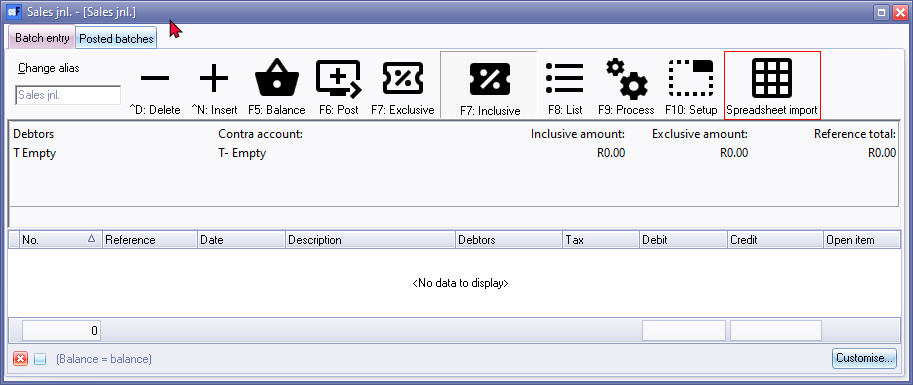 Sales jnl. - [Sales jnl.]
Batch entry Posted batches
Change alias
Sales jnl.
^D: Delete ^N: Insert F5: Balance F6: Post F7: Exclusive F7: Inclusive F8: List F9: Process F10: Setup Spreadsheet import
Debtors Contra account: Inclusive amount: Exclusive amount: Reference total:
T Empty T- Empty R0.00 R0.00 R0.00
No. Reference Date Description Debtors Tax Debit Credit Open item
<No data to display>
0
(Balance = balance) Customise...